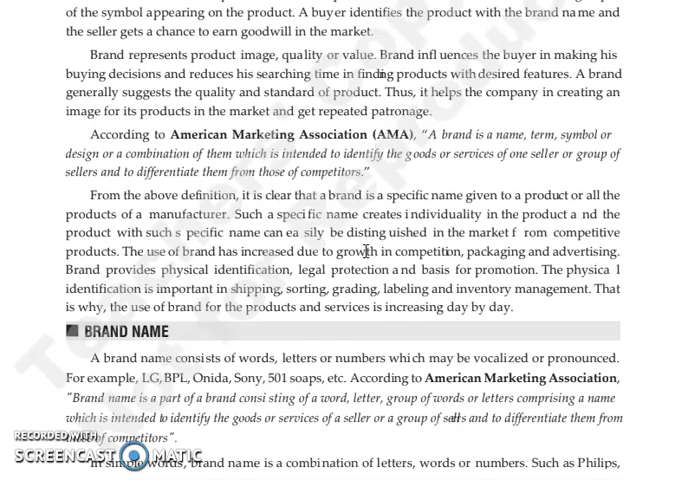 of the symbol appearing on the product. A buyer identifies the product with the brand name and
the seller gets a chance to earn goodwill in the market.
Brand represents product image, quality or value. Brand influences the buyer in making his
buying decisions and reduces his searching time in finding products with desired features. A brand
generally suggests the quality and standard of product. Thus, it helps the company in creating an
image for its products in the market and get repeated patronage.
According to American Marketing Association (AMA), “A brand is a name, term, symbol or
design or a combination of them which is intended to identify the goods or services of one seller or group of
sellers and to differentiate them from those of competitors.”
From the above definition, it is clear that a brand is a specific name given to a product or all the
products of a manufacturer. Such a specific name creates individuality in the product and the
product with such specific name can easily be distinguished in the market from competitive
products. The use of brand has increased due to growth in competition, packaging and advertising.
Brand provides physical identification, legal protection and basis for promotion. The physical
identification is important in shipping, sorting, grading, labeling and inventory management. That
is why, the use of brand for the products and services is increasing day by day.
BRAND NAME
A brand name consists of words, letters or numbers which may be vocalized or pronounced.
For example, LG, BPL, Onida, Sony, 501 soaps, etc. According to American Marketing Association,
"Brand name is a part of a brand consisting of a word, letter, group of words or letters comprising a name
which is intended to identify the goods or services of a seller or a group of sellers and to differentiate them from
those of competitors".
RECORDED WITH
SCREENCAST MATIC
In simple words, brand name is a combination of letters, words or numbers. Such as Philips,